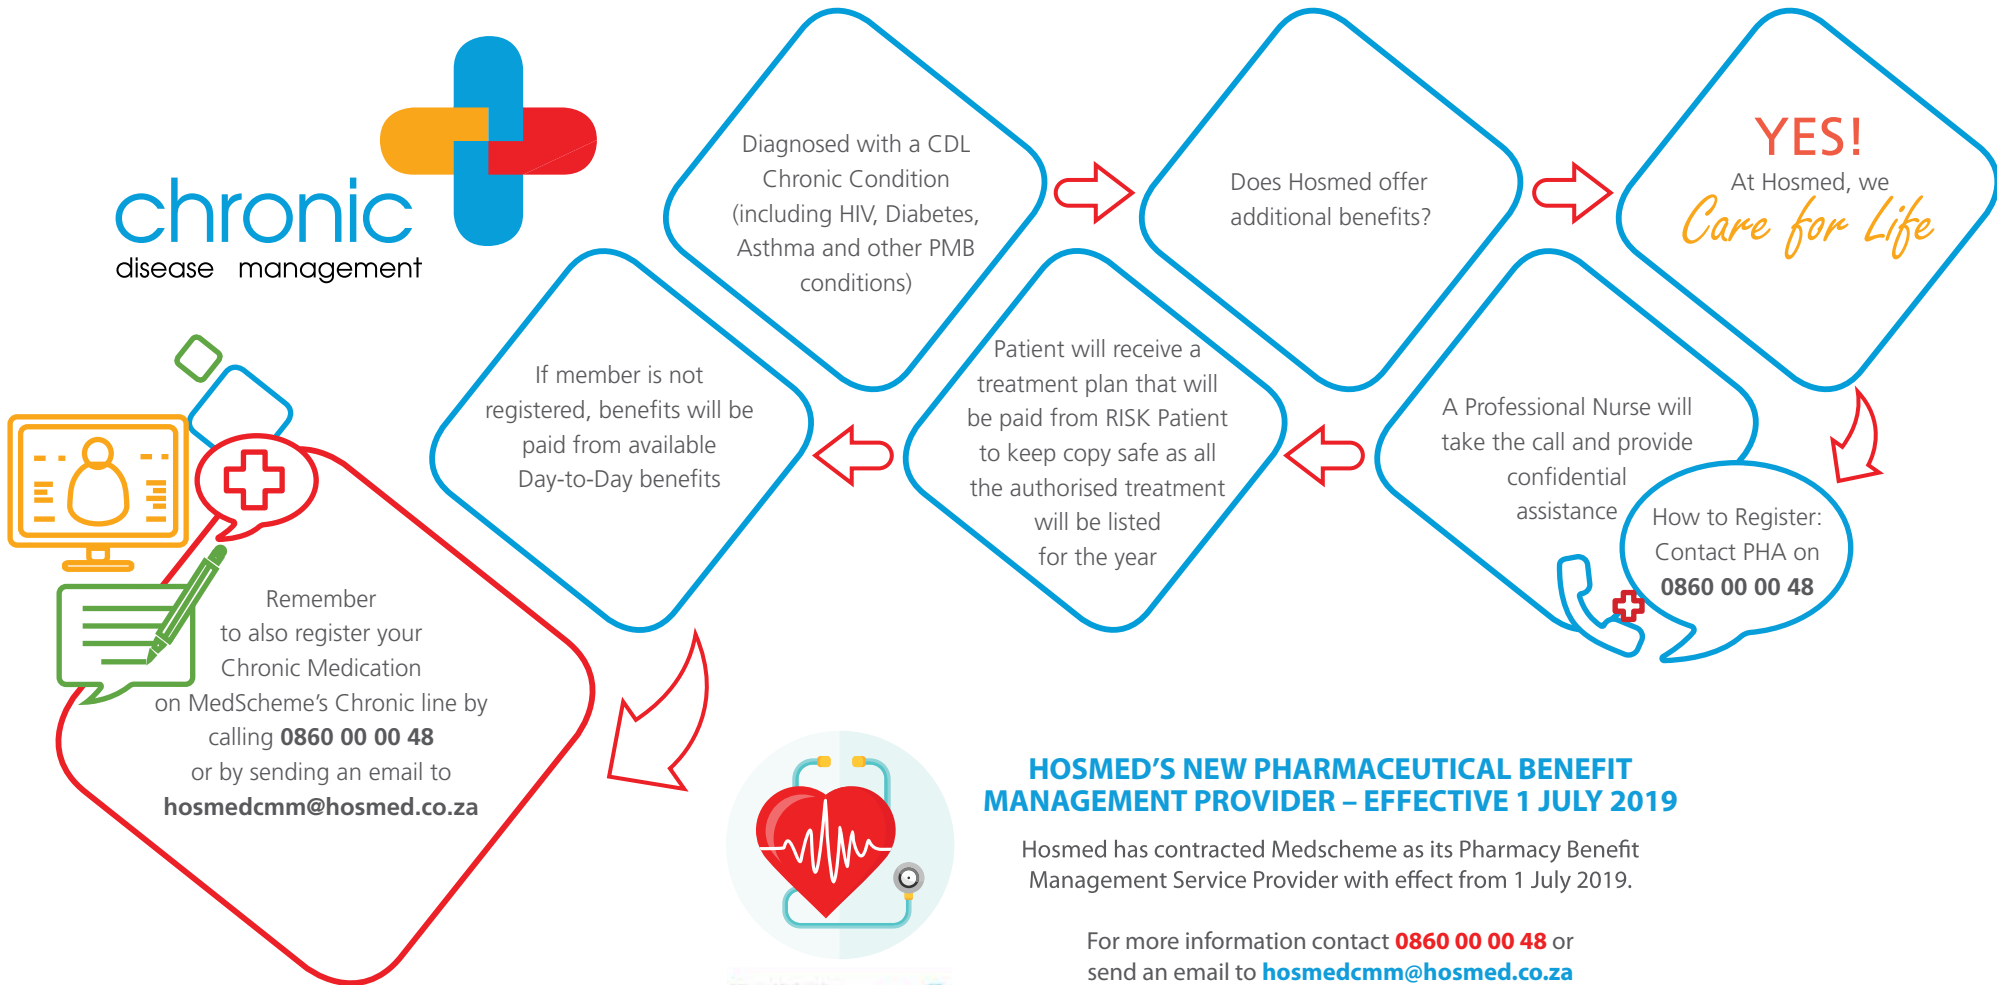 chronic
disease management
Diagnosed with a CDL
Chronic Condition
(including HIV, Diabetes,
Asthma and other PMB
conditions)
Does Hosmed offer
additional benefits?
YES!
At Hosmed, we
Care for Life
A Professional Nurse will
take the call and provide
confidential
assistance
How to Register:
Contact PHA on
0860 00 00 48
Patient will receive a
treatment plan that will
be paid from RISK Patient
to keep copy safe as all
the authorised treatment
will be listed
for the year
If member is not
registered, benefits will be
paid from available
Day-to-Day benefits
Remember
to also register your
Chronic Medication
on MedScheme's Chronic line by
calling 0860 00 00 48
or by sending an email to
hosmedcmm@hosmed.co.za
HOSMED'S NEW PHARMACEUTICAL BENEFIT
MANAGEMENT PROVIDER – EFFECTIVE 1 JULY 2019
Hosmed has contracted Medscheme as its Pharmacy Benefit
Management Service Provider with effect from 1 July 2019.
For more information contact 0860 00 00 48 or
send an email to hosmedcmm@hosmed.co.za